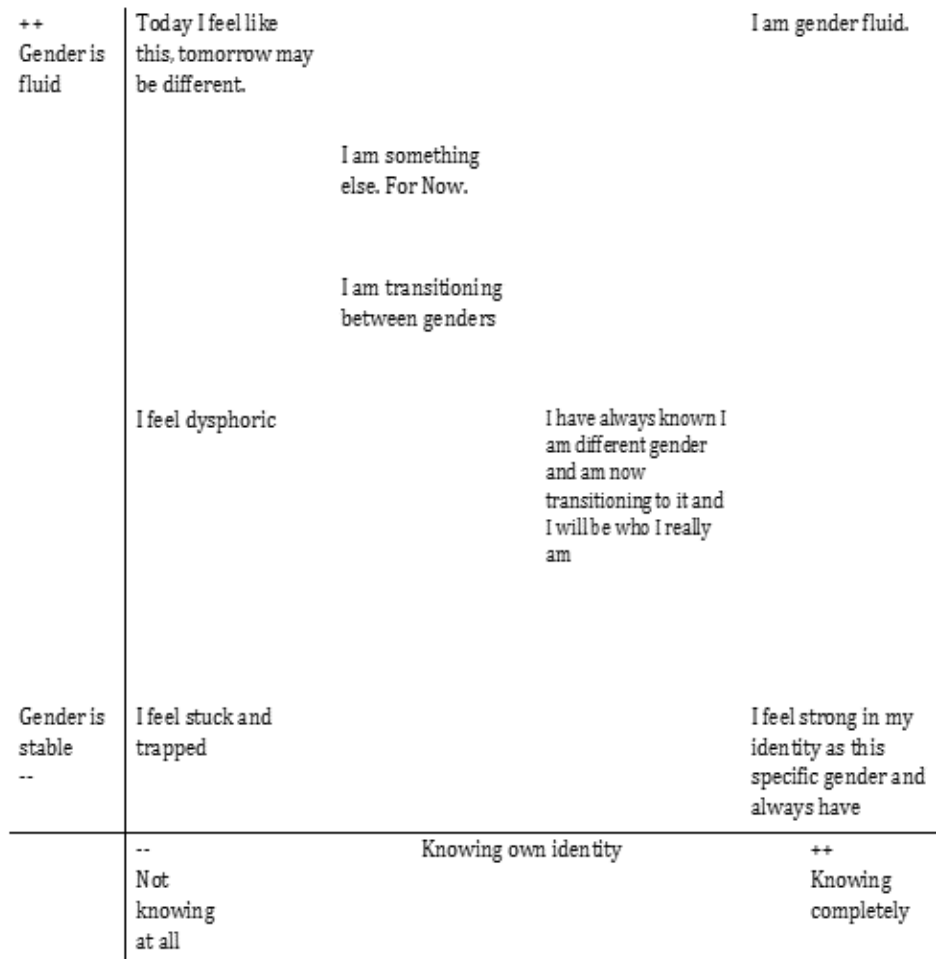 ++
Gender is
fluid
Today I feel like
this, tomorrow may
be different.
I am gender fluid.
I am something
else. For Now.
I am transitioning
between genders
I feel dysphoric
I have always known I
am different gender
and am now
transitioning to it and
I will be who I really
am
Gender is
stable
--
I feel stuck and
trapped
I feel strong in my
identity as this
specific gender and
always have
--
Not
knowing
at all
Knowing own identity
++
Knowing
completely